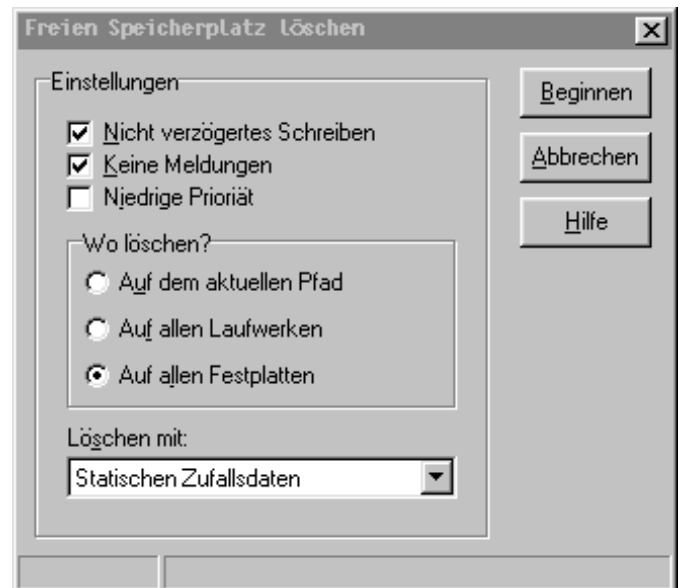 Freien Speicherplatz löschen
Einstellungen
Nicht verzögertes Schreiben
Keine Meldungen
Niedrige Prioriät
Wo löschen?
Auf dem aktuellen Pfad
Auf allen Laufwerken
Auf allen Festplatten
Löschen mit:
Statischen Zufallsdaten
Beginnen
Abbrechen
Hilfe